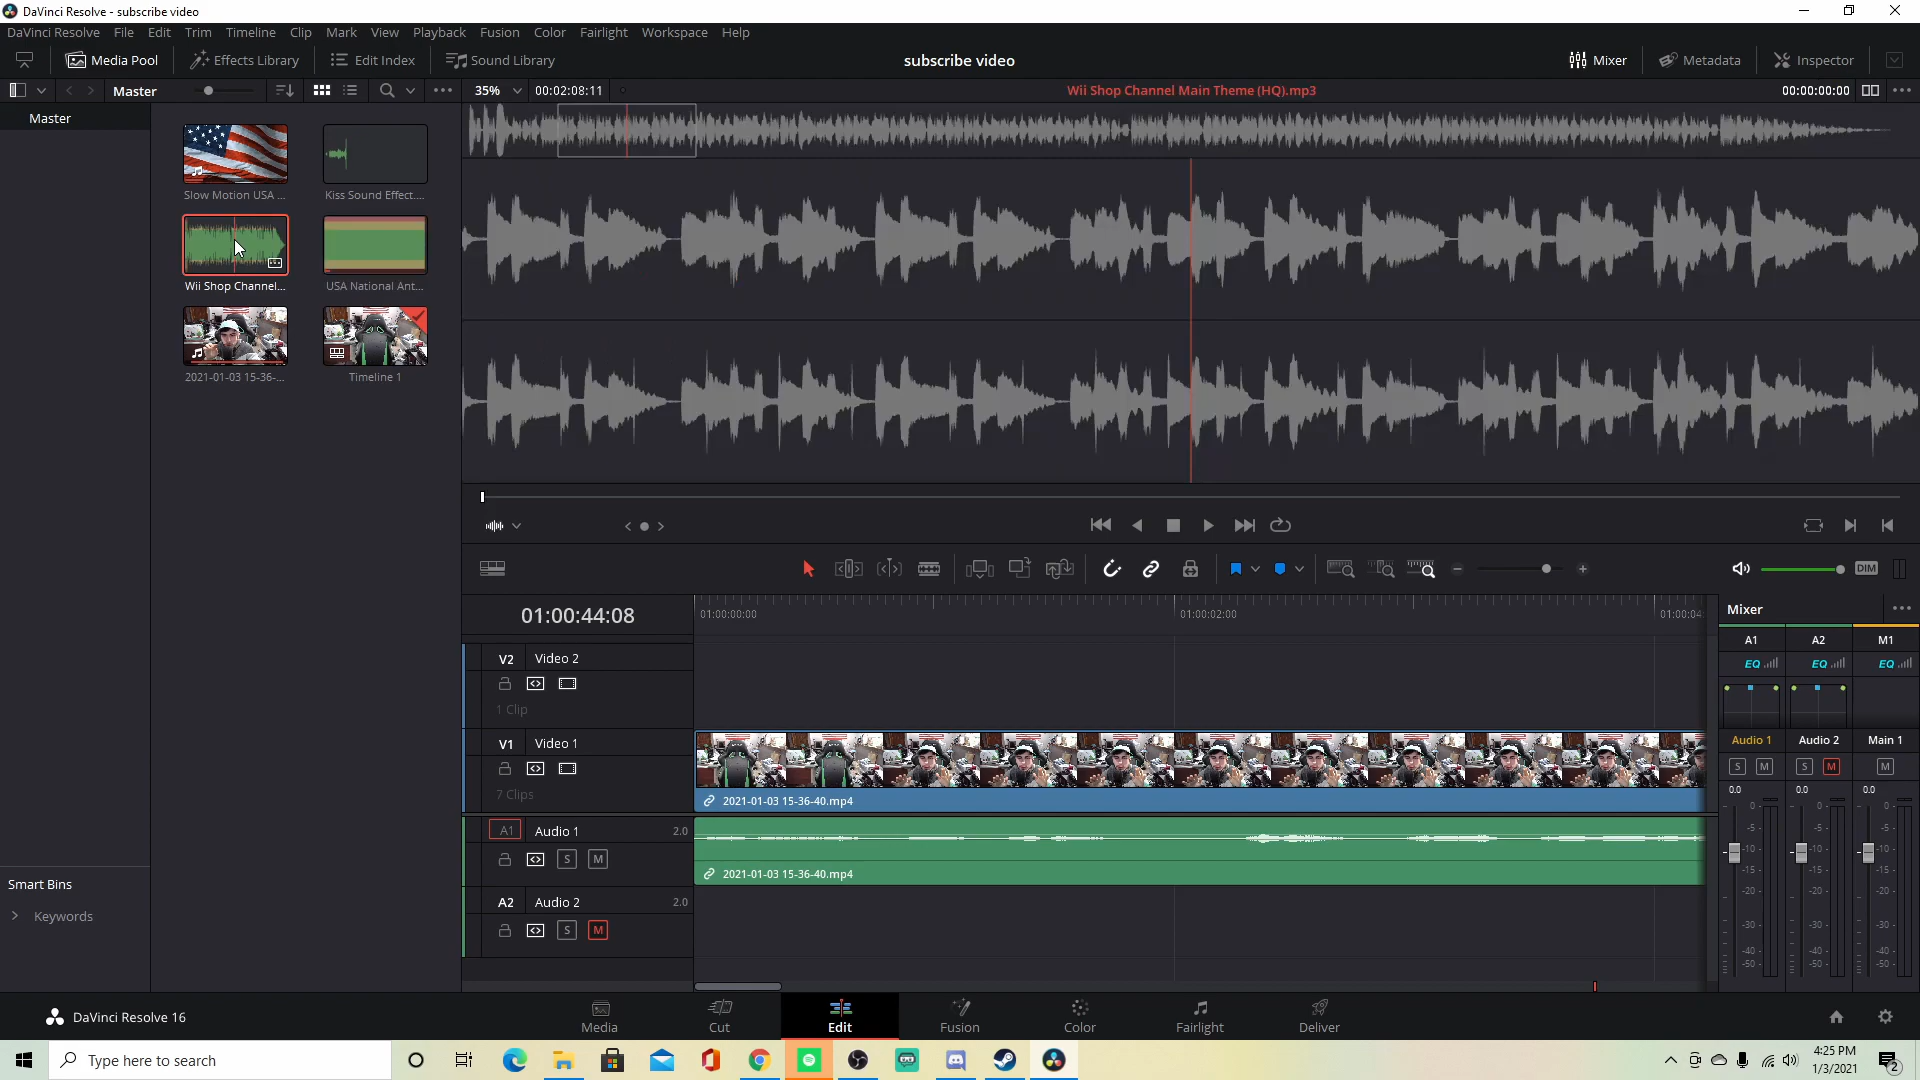 DaVinci Resolve - subscribe video
DaVinci Resolve File Edit Trim Timeline Clip Mark View Playback Fusion Color Fairlight Workspace Help
Media Pool Effects Library Edit Index Sound Library subscribe video Mixer Metadata Inspector
Master 35% 00:02:08:11 Wii Shop Channel Main Theme (HQ).mp3 00:00:00:00
Master
Slow Motion USA ... Kiss Sound Effect....
Wii Shop Channel... USA National Ant...
2021-01-03 15-36-... Timeline 1
DIM
01:00:44:08 01:00:00:00 01:00:02:00 01:00:04: Mixer
A1 A2 M1
V2 Video 2
EQ EQ EQ
1 Clip
V1 Video 1 Audio 1 Audio 2 Main 1
S M S M M
7 Clips
0.0 0.0 0.0
2021-01-03 15-36-40.mp4
A1 Audio 1 2.0
S M
2021-01-03 15-36-40.mp4
A2 Audio 2 2.0
S M
0 -5 -10 -15 -20 -30 -40 -50
0 -5 -10 -15 -20 -30 -40 -50
0 -5 -10 -15 -20 -30 -40 -50
Smart Bins
Keywords
DaVinci Resolve 16 Media Cut Edit Fusion Color Fairlight Deliver
Type here to search
4:25 PM
1/3/2021
2